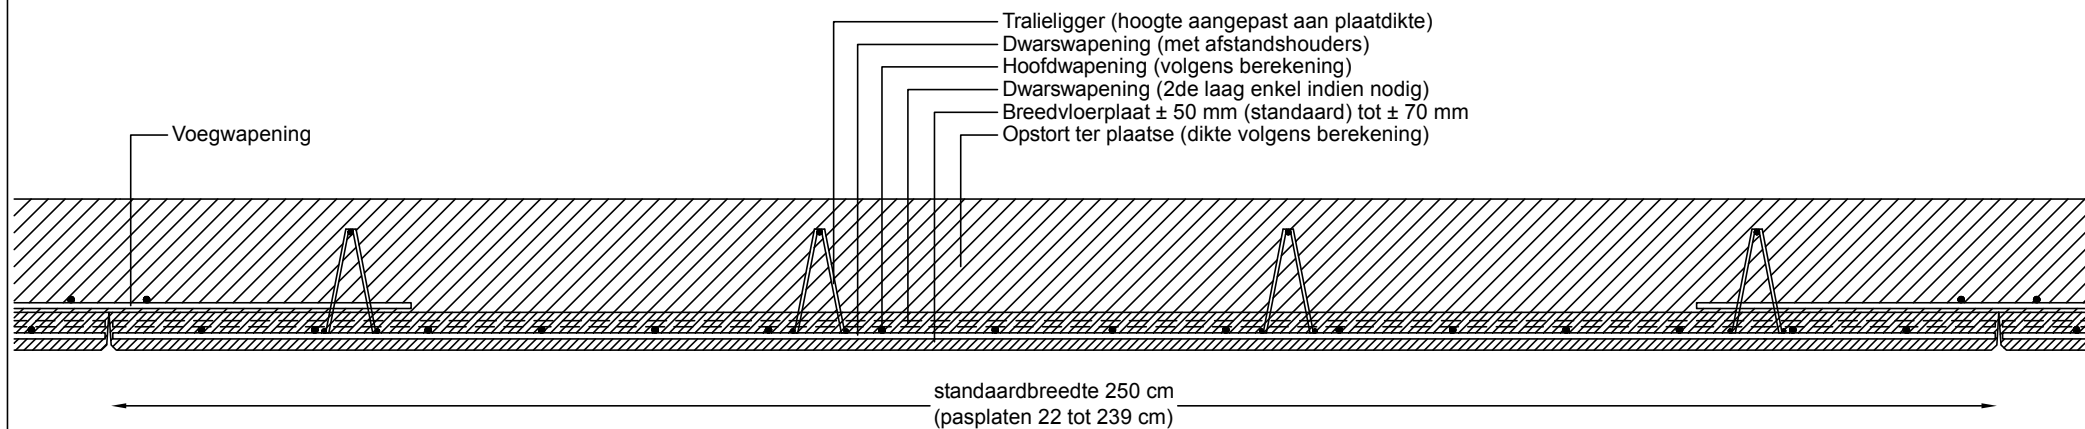 Tralieligger (hoogte aangepast aan plaatdikte)
Dwarswapening (met afstandshouders)
Hoofdwapening (volgens berekening)
Dwarswapening (2de laag enkel indien nodig)
Breedvloerplaat ± 50 mm (standaard) tot ± 70 mm
Opstort ter plaatse (dikte volgens berekening)
Voegwapening
standaardbreedte 250 cm
(pasplaten 22 tot 239 cm)